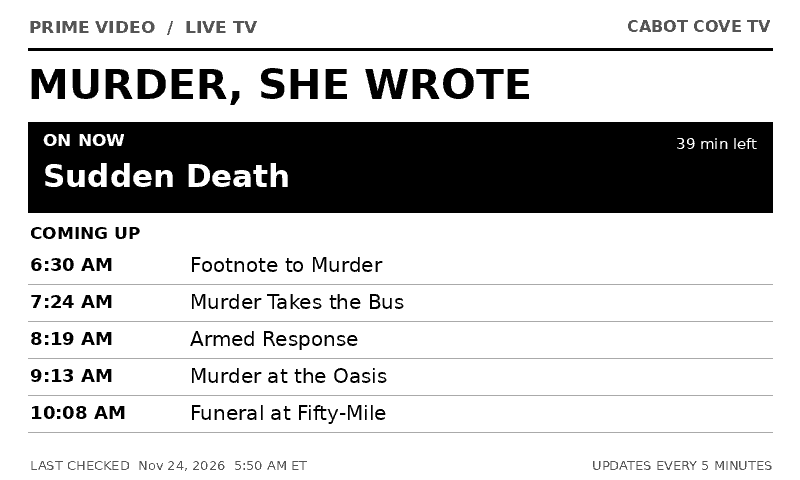 PRIME VIDEO / LIVE TV
CABOT COVE TV
MURDER, SHE WROTE
ON NOW
39 min left
Sudden Death
COMING UP
6:30 AM Footnote to Murder
7:24 AM Murder Takes the Bus
8:19 AM Armed Response
9:13 AM Murder at the Oasis
10:08 AM Funeral at Fifty-Mile
LAST CHECKED Nov 24, 2026 5:50 AM ET
UPDATES EVERY 5 MINUTES